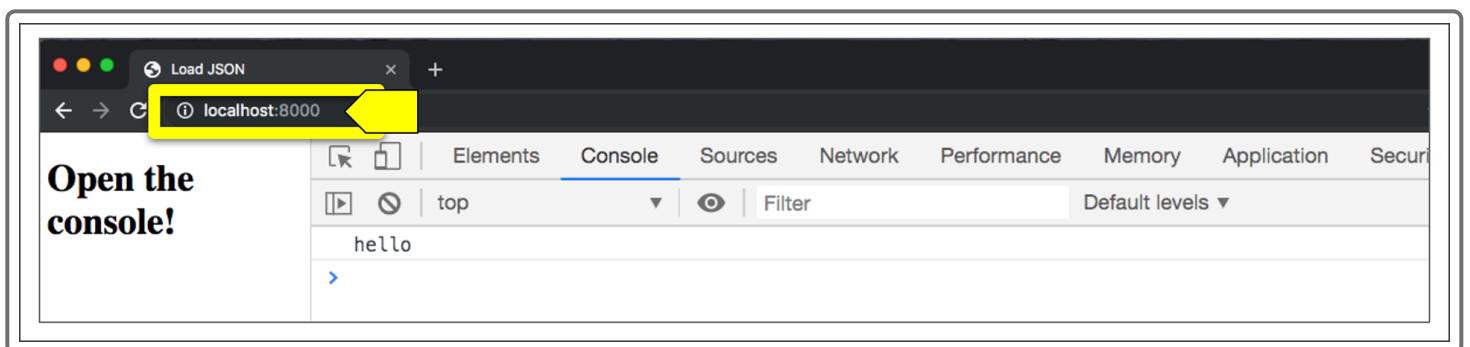 Load JSON
localhost:8000
Open the
console!
Elements Console Sources Network Performance Memory Application Securi
top Filter Default levels
hello